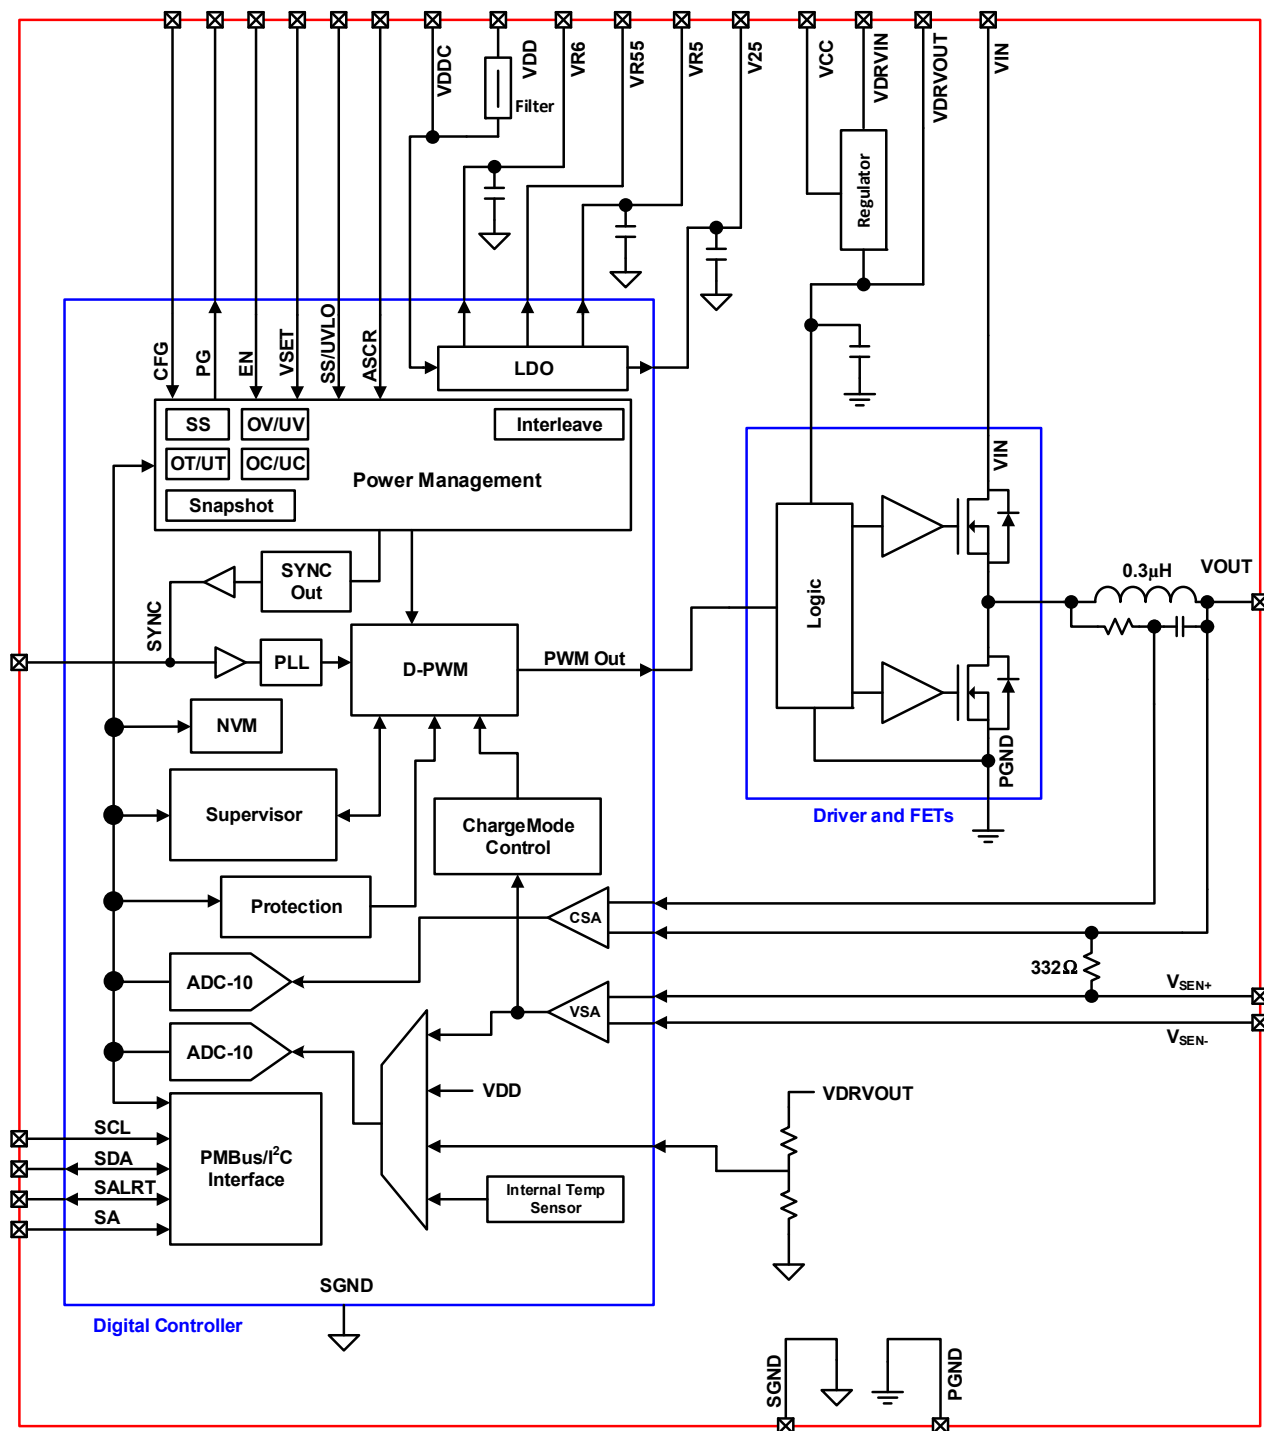 VDDC
VDD
VR6
VR55
VR5
V25
VCC
VDRVIN
VDRVOUT
VIN
Filter
Regulator
CFG
PG
EN
VSET
SS/UVLO
ASCR
LDO
SS
OV/UV
Interleave
OT/UT
OC/UC
Power Management
Snapshot
VIN
SYNC
Out
SYNC
PLL
D-PWM
PWM Out
Logic
0.3µH
VOUT
NVM
Supervisor
ChargeMode
Control
PGND
Driver and FETs
Protection
CSA
ADC-10
332Ω
VSEN+
VSA
VSEN-
ADC-10
VDD
VDRVOUT
SCL
SDA
SALRT
SA
PMBus/I²C
Interface
Internal Temp
Sensor
SGND
Digital Controller
SGND
PGND